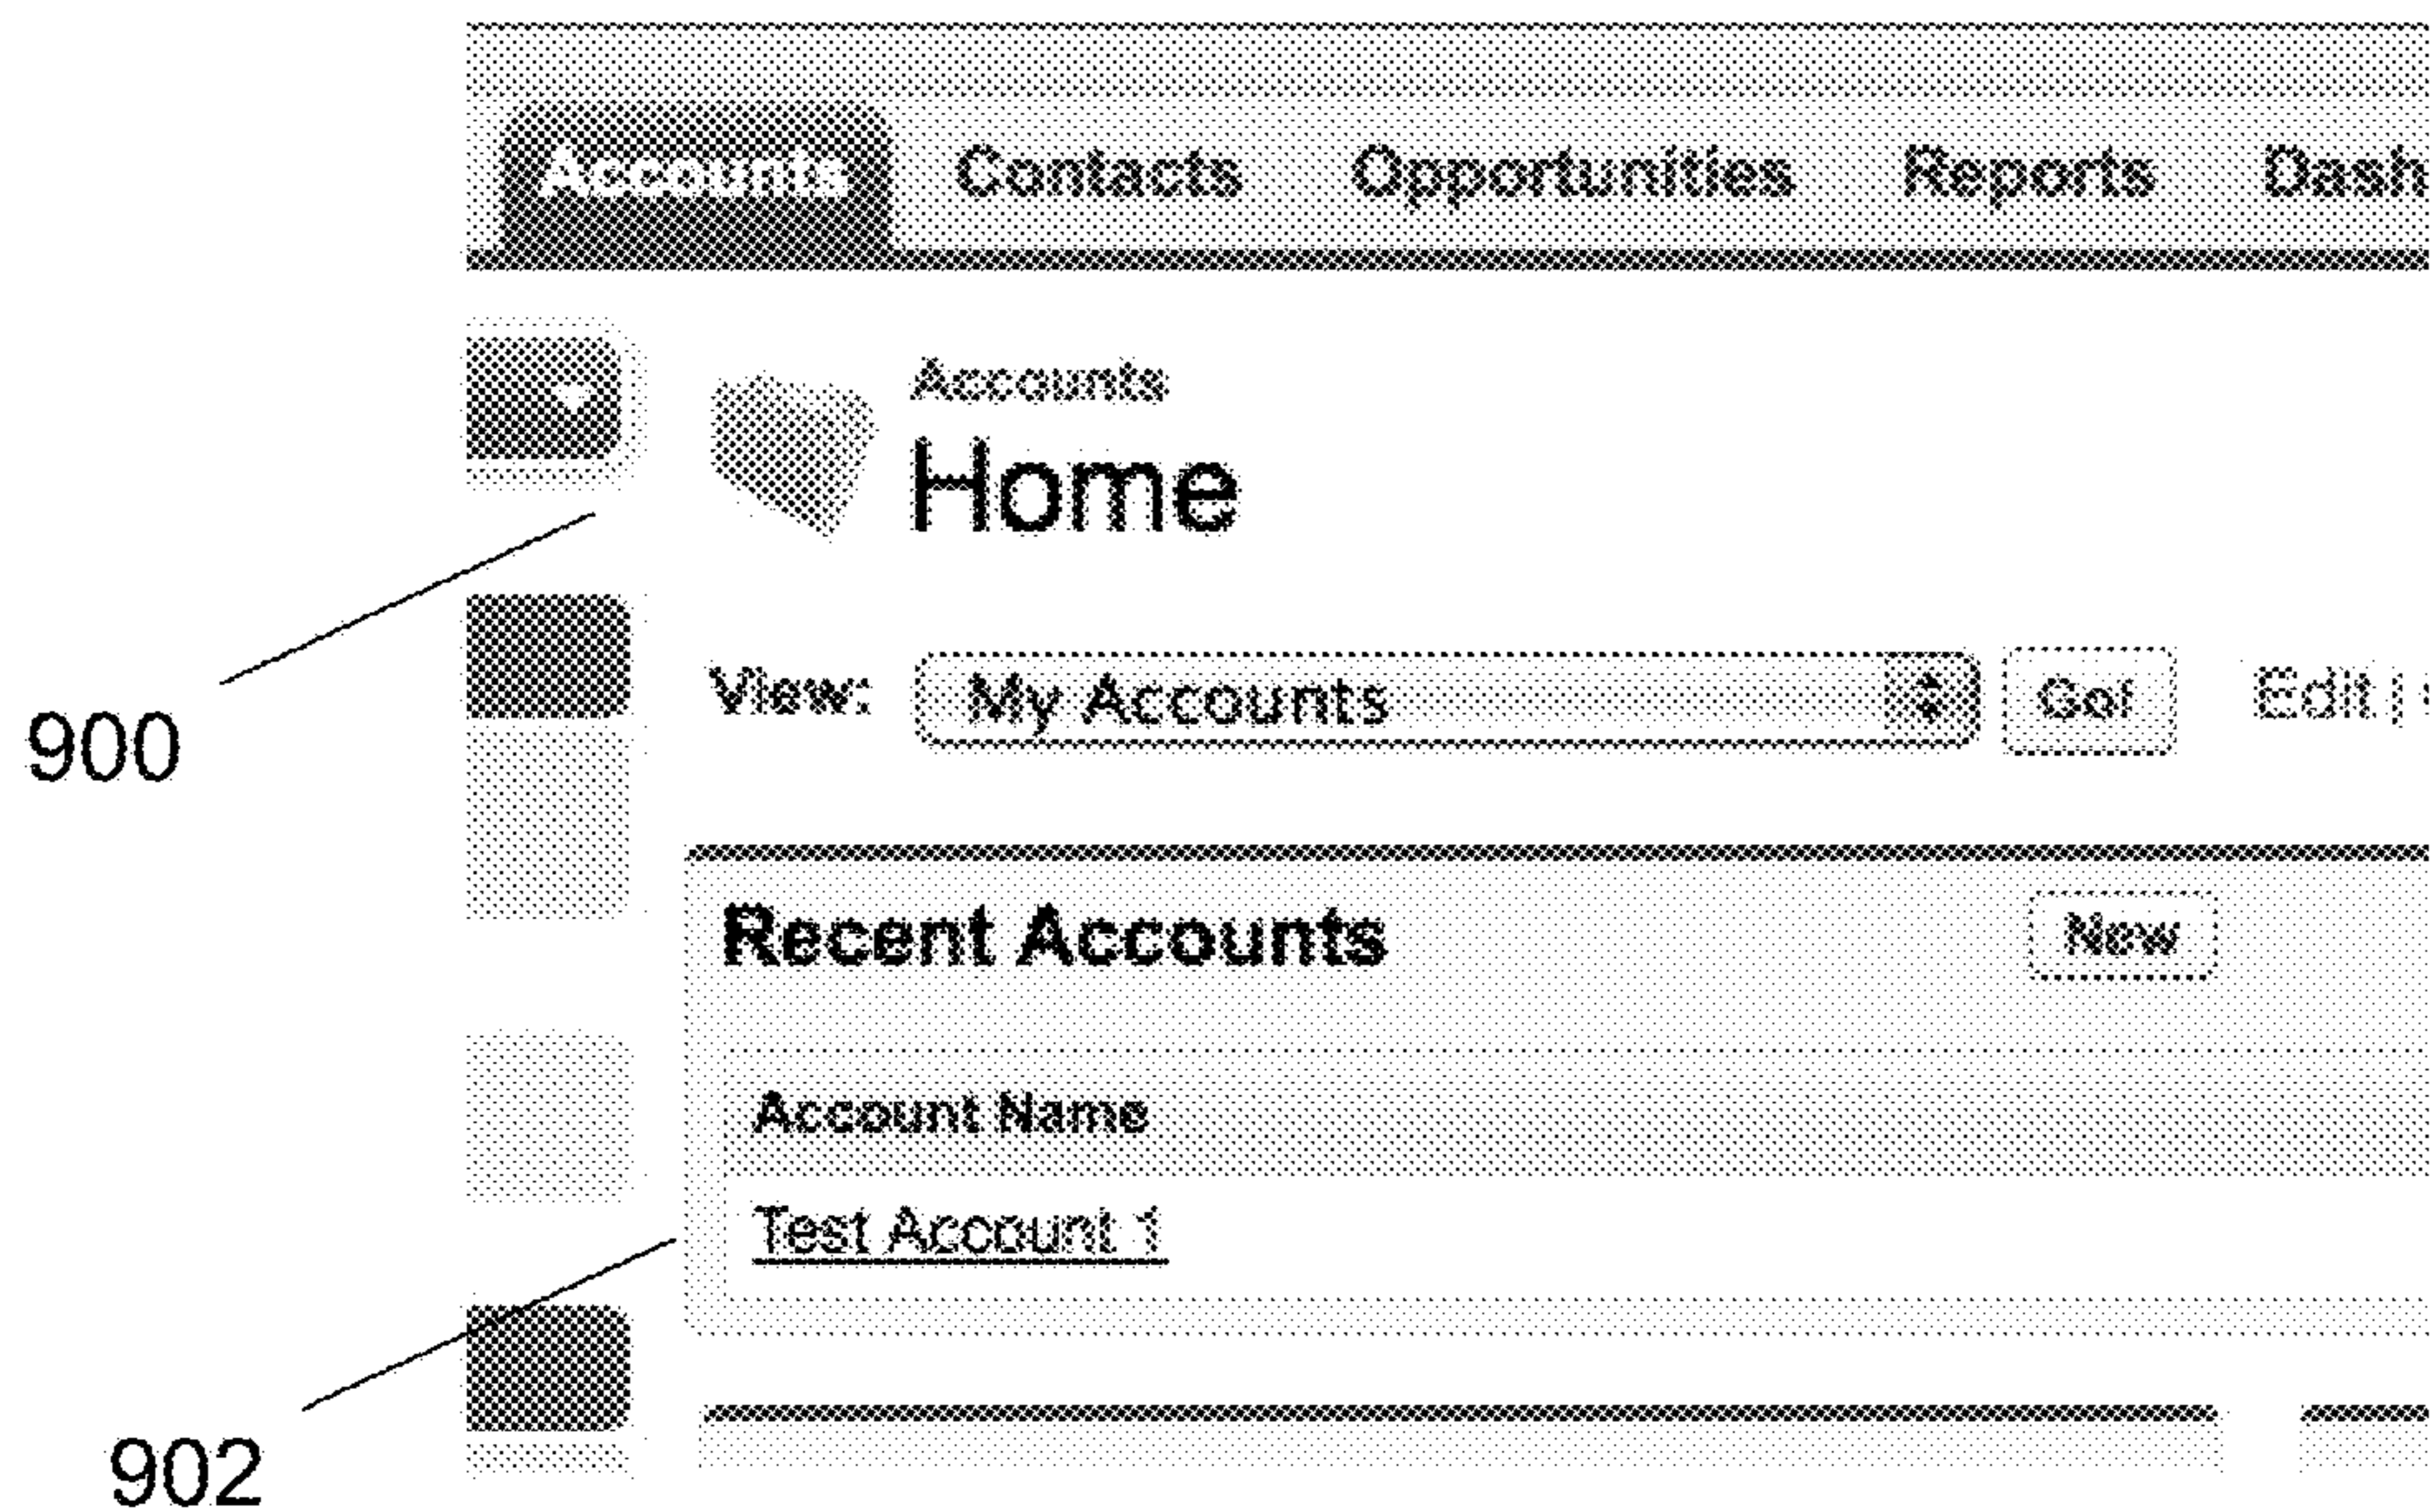 Accounts Contacts Opportunities Reports Dash
Accounts
Home
900
View: My Accounts Go! Edit |
Recent Accounts New
Account Name
Test Account 1
902